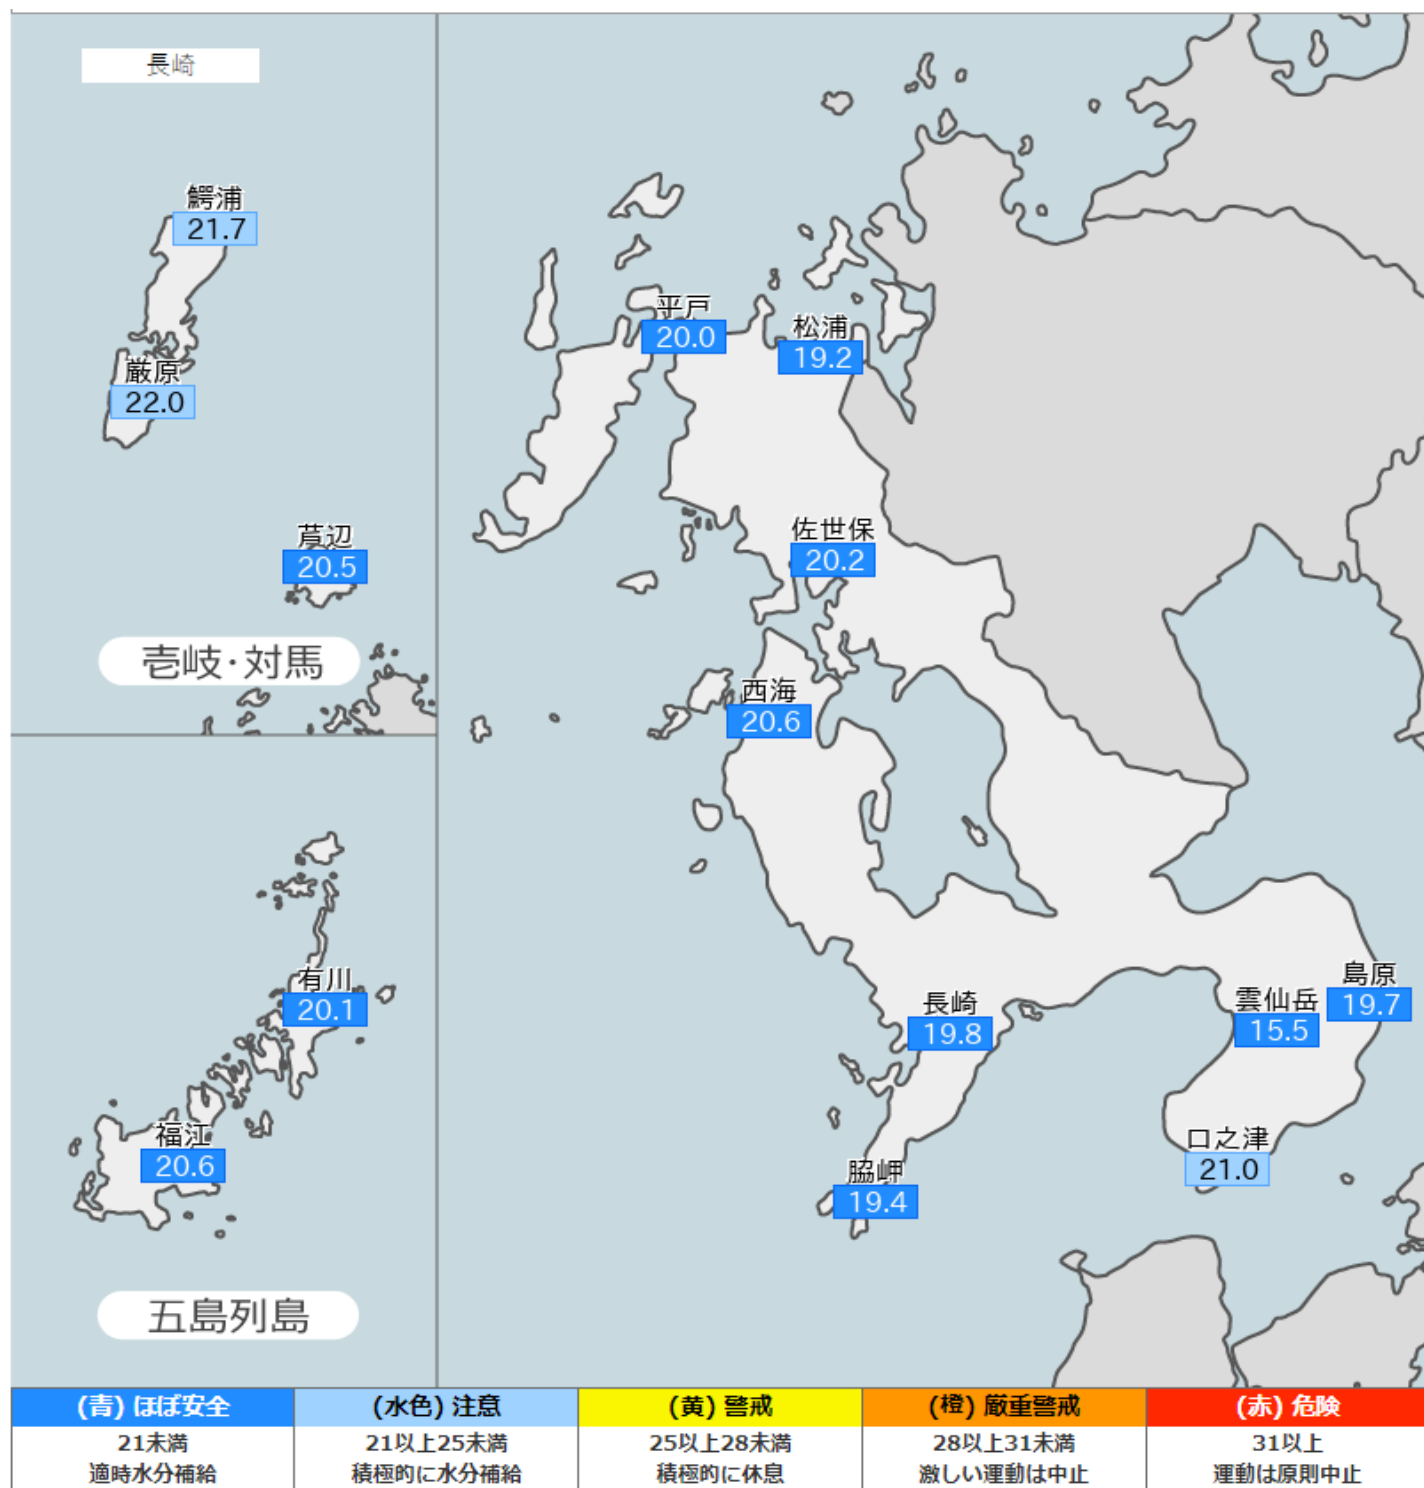 長崎
鰐浦
21.7
厳原
22.0
芦辺
20.5
壱岐･対馬
平戸
20.0
松浦
19.2
佐世保
20.2
西海
20.6
有川
20.1
福江
20.6
五島列島
長崎
19.8
島原
19.7
雲仙岳
15.5
口之津
21.0
脇岬
19.4
(青) ほぼ安全
21未満
適時水分補給
(水色) 注意
21以上25未満
積極的に水分補給
(黄) 警戒
25以上28未満
積極的に休息
(橙) 厳重警戒
28以上31未満
激しい運動は中止
(赤) 危険
31以上
運動は原則中止